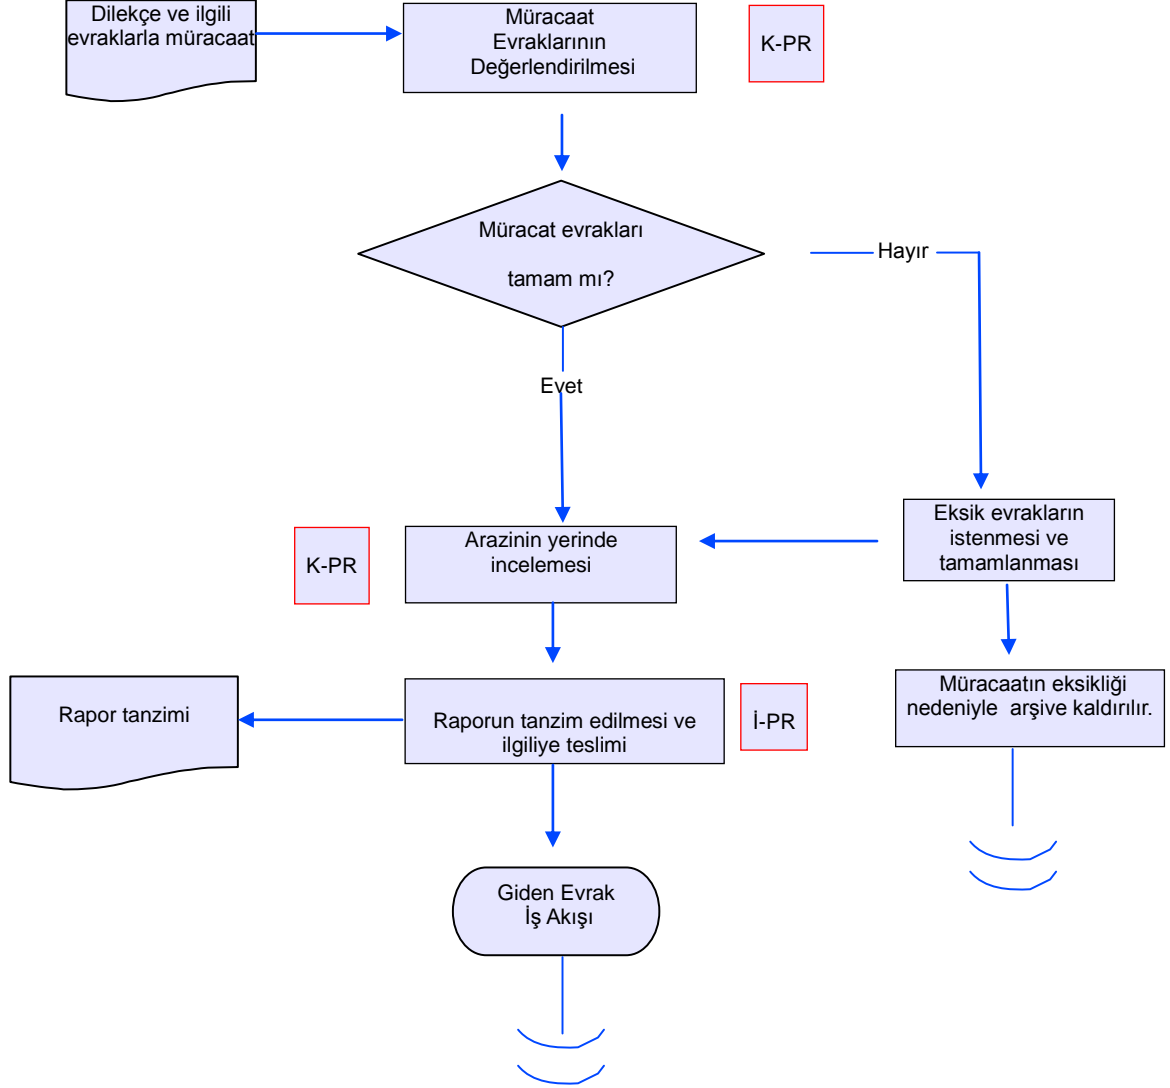 Dilekçe ve ilgili
evraklarla müracaat
Müracaat
Evraklarının
Değerlendirilmesi
K-PR
Müracat evrakları
tamam mı?
Hayır
Evet
Eksik evrakların
istenmesi ve
tamamlanması
Arazinin yerinde
incelemesi
K-PR
Müracaatın eksikliği
nedeniyle arşive kaldırılır.
Rapor tanzimi
Raporun tanzim edilmesi ve
ilgiliye teslimi
İ-PR
Giden Evrak
İş Akışı